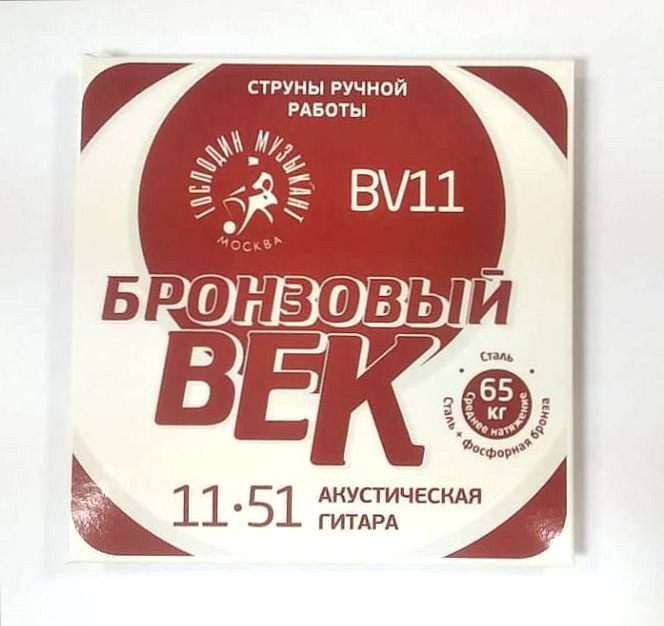 СТРУНЫ РУЧНОЙ
РАБОТЫ
ГОСПОДИН МУЗЫКАНТ
МОСКВА
BV11
БРОНЗОВЫЙ
ВЕК
Сталь
65
кг
Среднее натяжение
Сталь + фосфорная бронза
11·51
АКУСТИЧЕСКАЯ
ГИТАРА